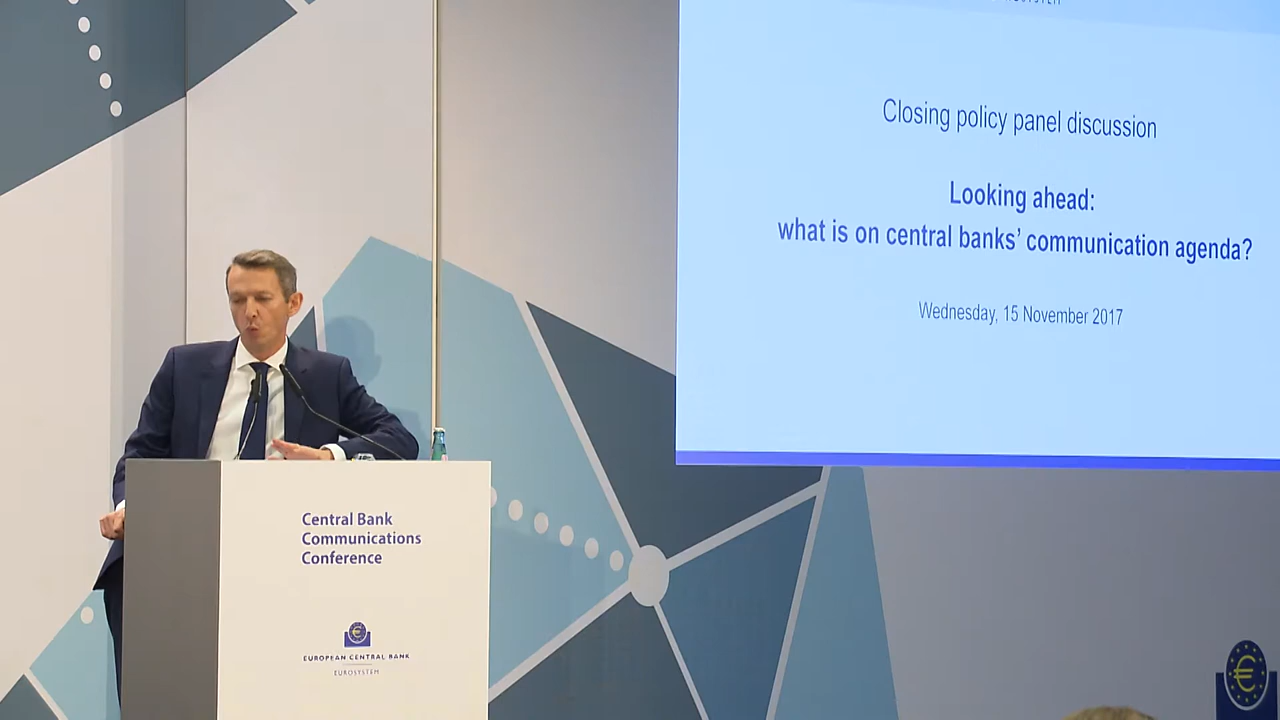 Closing policy panel discussion
Looking ahead:
what is on central banks' communication agenda?
Wednesday, 15 November 2017
Central Bank
Communications
Conference
EUROPEAN CENTRAL BANK
EUROSYSTEM